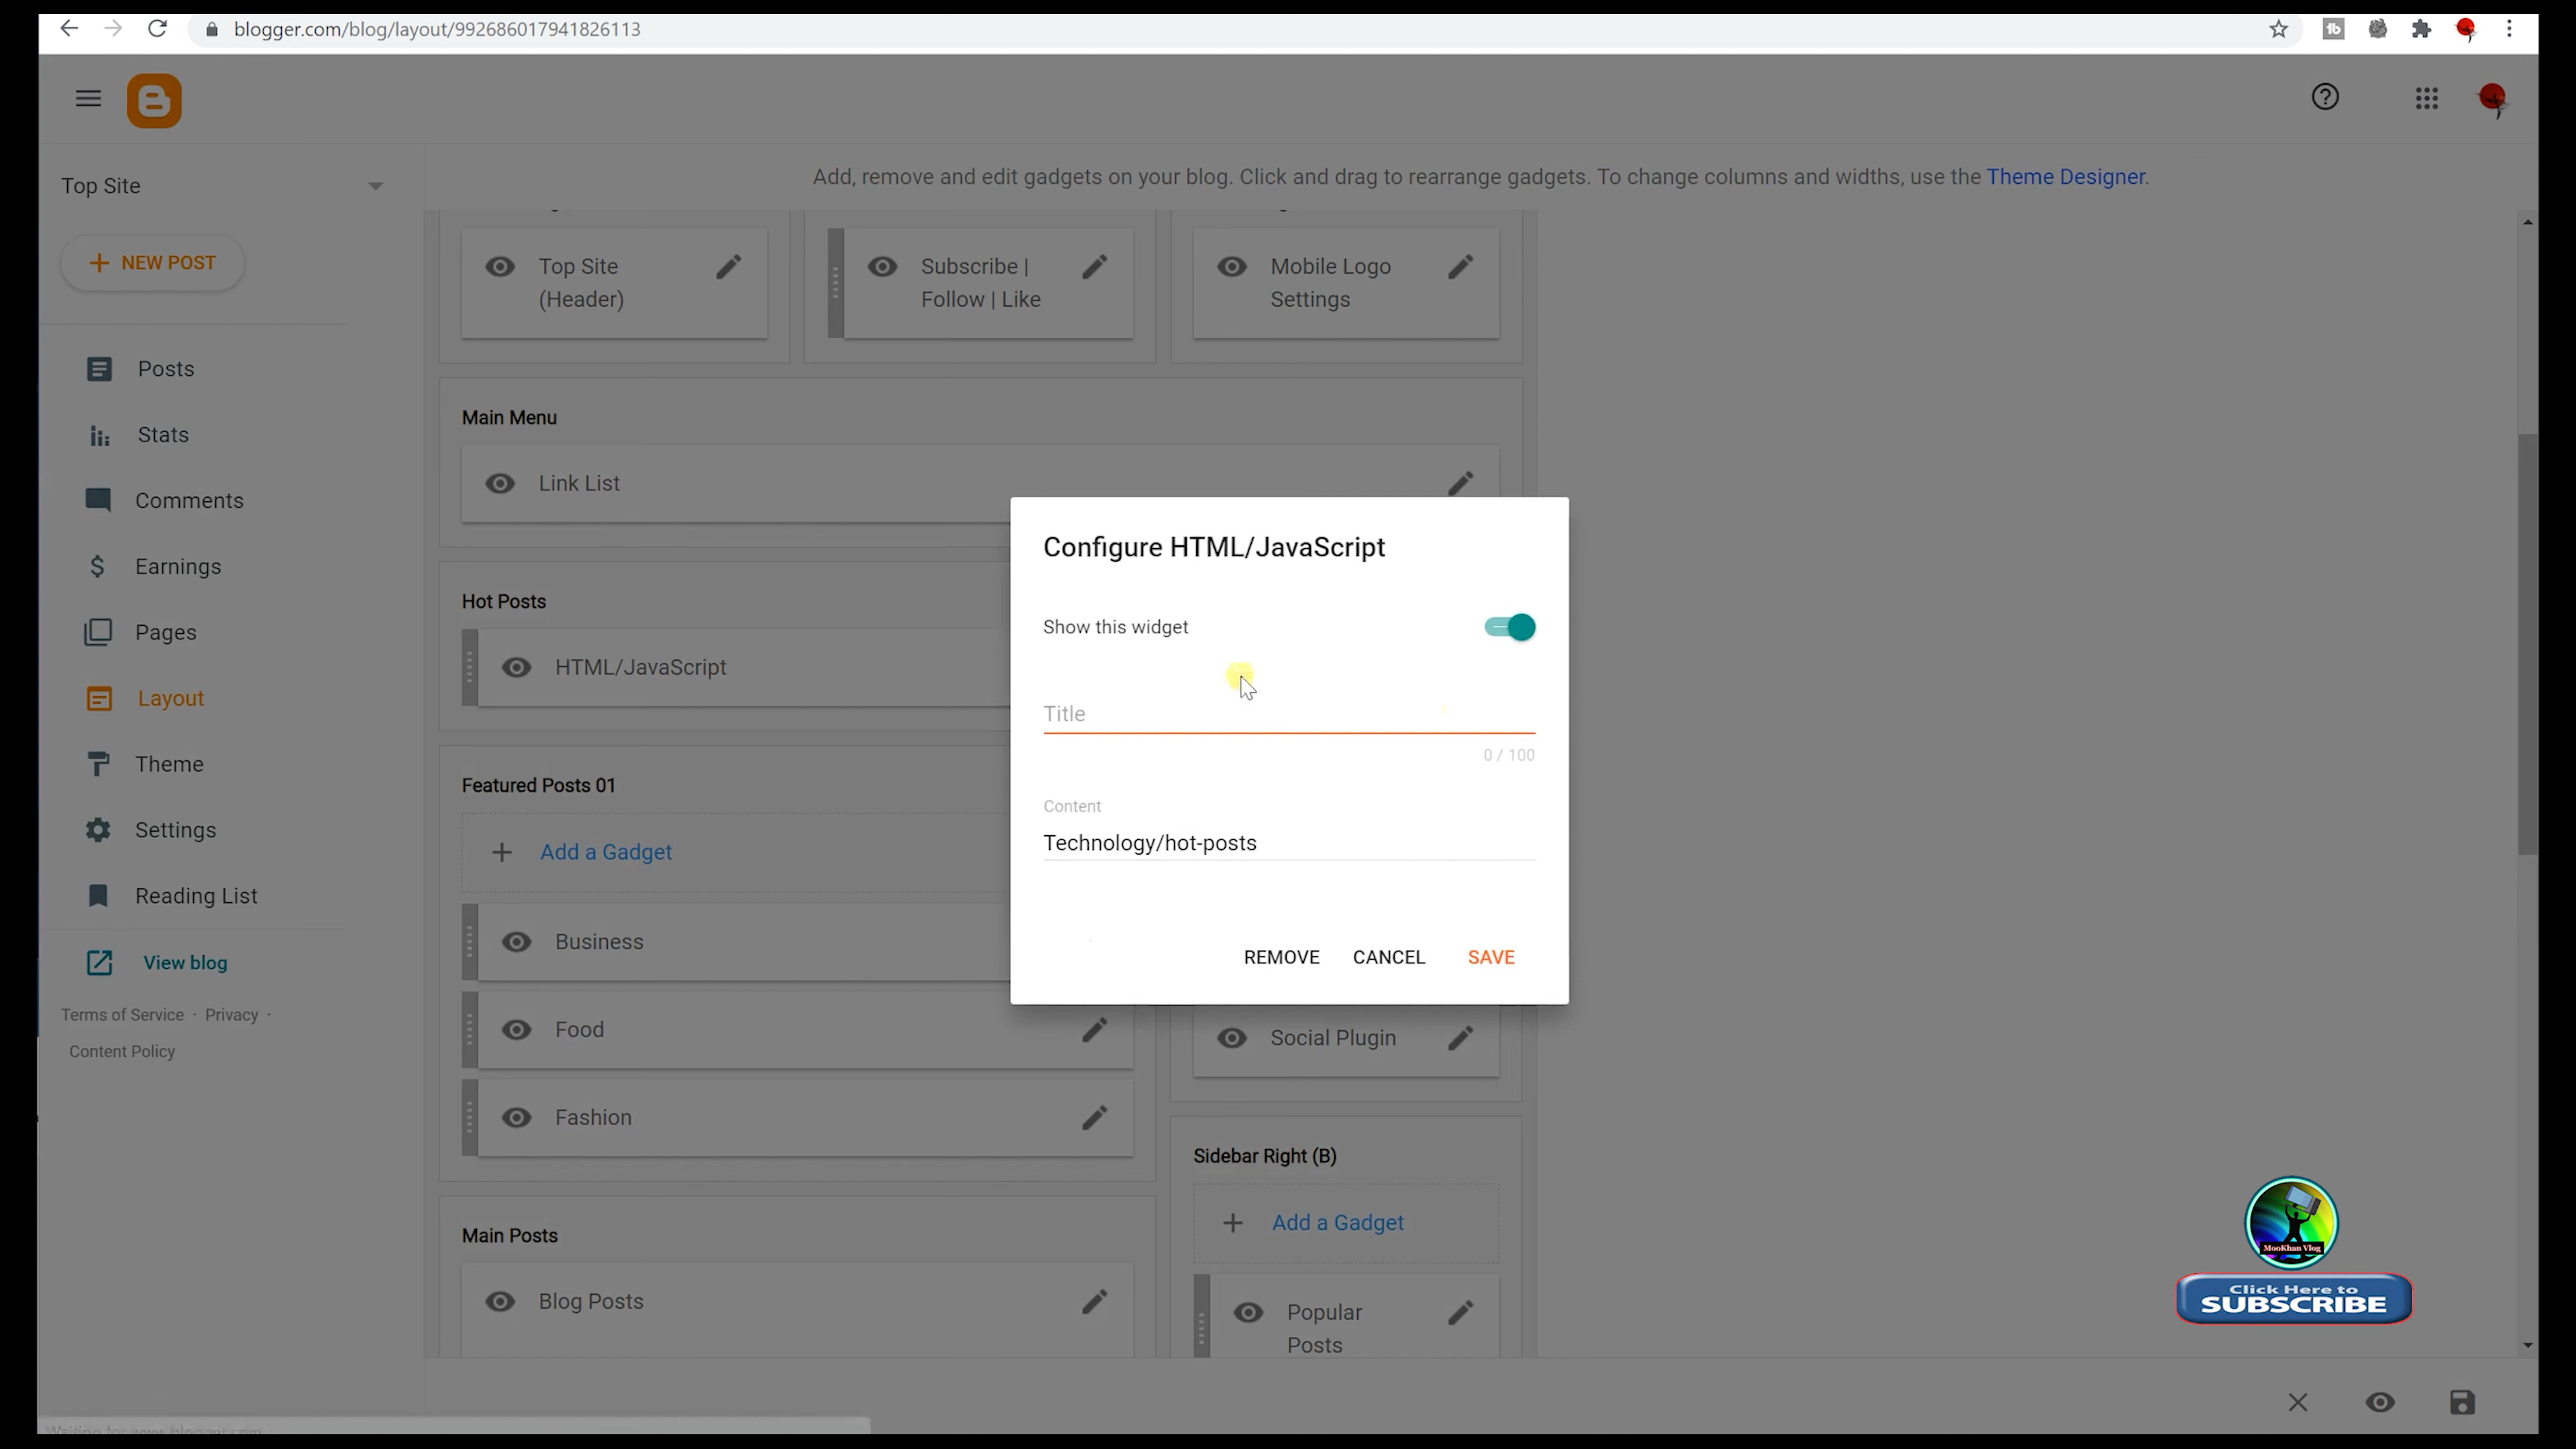 blogger.com/blog/layout/992686017941826113
Top Site
Add, remove and edit gadgets on your blog. Click and drag to rearrange gadgets. To change columns and widths, use the Theme Designer.
NEW POST
Posts
Stats
Comments
Earnings
Pages
Layout
Theme
Settings
Reading List
View blog
Terms of Service · Privacy ·
Content Policy
Top Site
(Header)
Subscribe |
Follow | Like
Mobile Logo
Settings
Main Menu
Link List
Hot Posts
HTML/JavaScript
Featured Posts 01
Add a Gadget
Business
Food
Fashion
Main Posts
Blog Posts
Configure HTML/JavaScript
Show this widget
Title
0 / 100
Content
Technology/hot-posts
REMOVE
CANCEL
SAVE
Social Plugin
Sidebar Right (B)
Add a Gadget
Popular
Posts
MooKhan Vlog
Click Here to
SUBSCRIBE